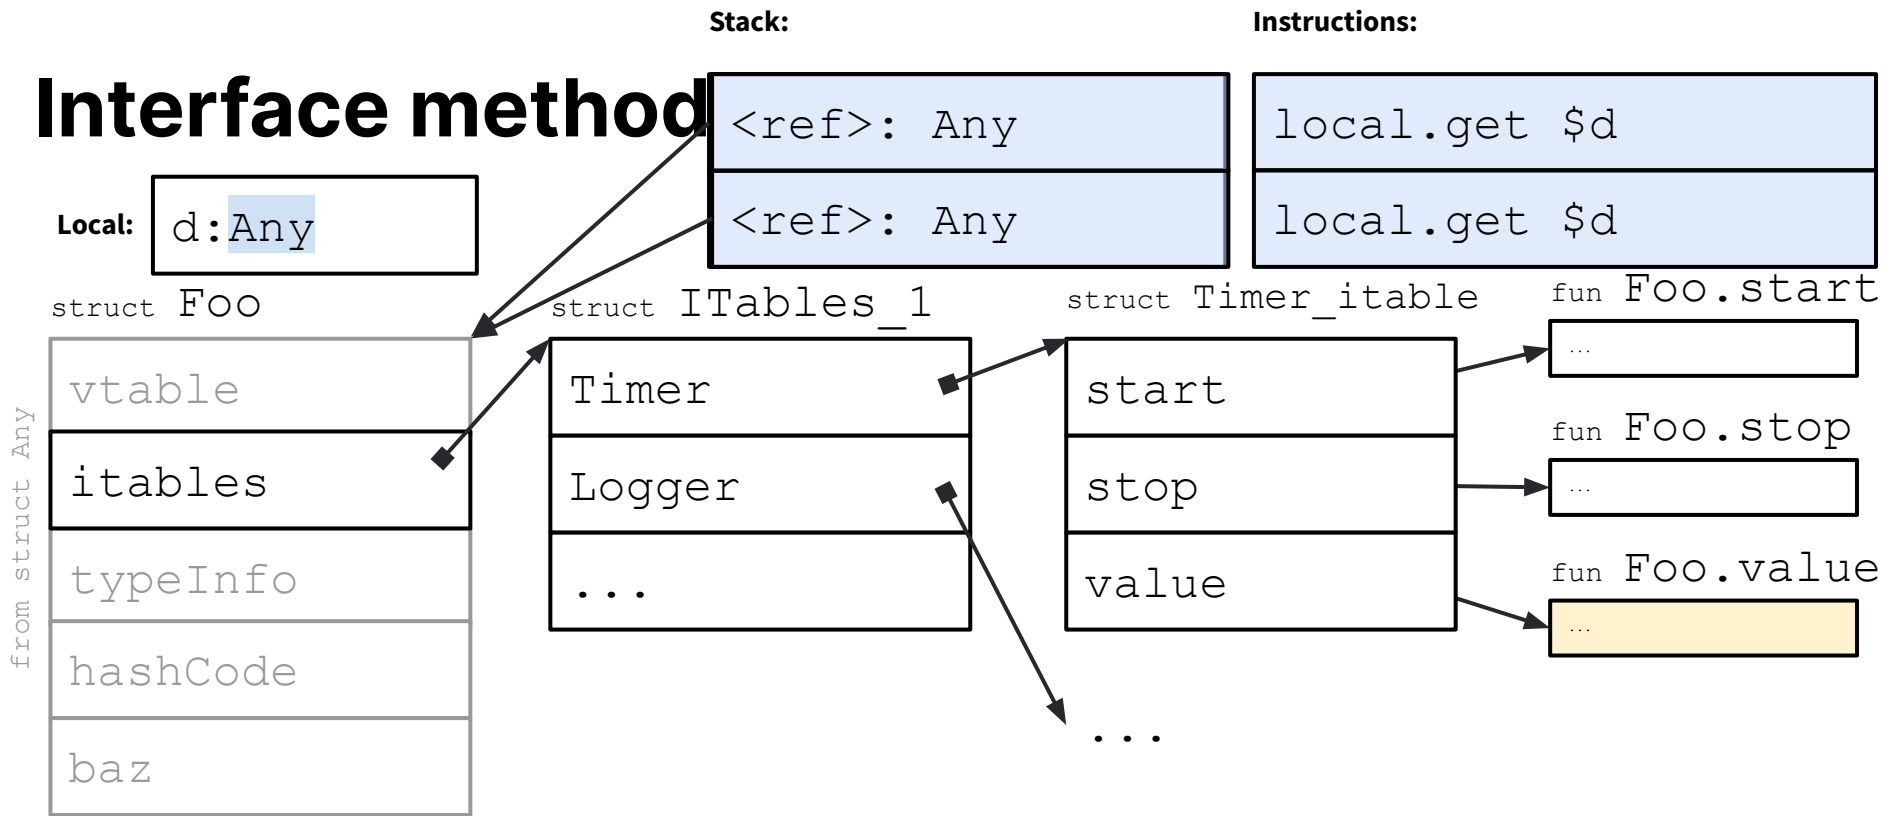 Stack:
Instructions:
Interface method
<ref>: Any
local.get $d
Local:
d:Any
<ref>: Any
local.get $d
struct Foo
struct ITables_1
struct Timer_itable
fun Foo.start
from struct Any
vtable
itables
typeInfo
hashCode
baz
Timer
Logger
...
start
stop
value
...
...
fun Foo.stop
...
fun Foo.value
...